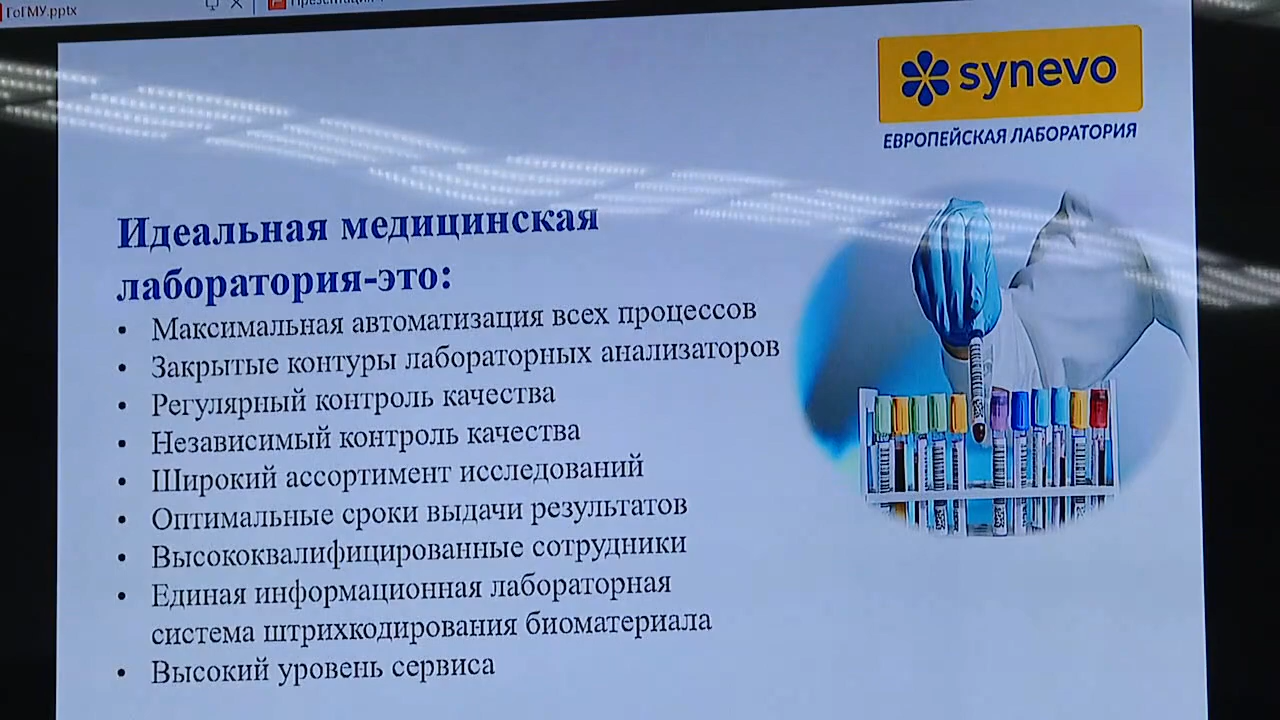 ГоГМУ.pptx
synevo
ЕВРОПЕЙСКАЯ ЛАБОРАТОРИЯ
Идеальная медицинская
лаборатория-это:
• Максимальная автоматизация всех процессов
• Закрытые контуры лабораторных анализаторов
• Регулярный контроль качества
• Независимый контроль качества
• Широкий ассортимент исследований
• Оптимальные сроки выдачи результатов
• Высококвалифицированные сотрудники
• Единая информационная лабораторная
система штрихкодирования биоматериала
• Высокий уровень сервиса